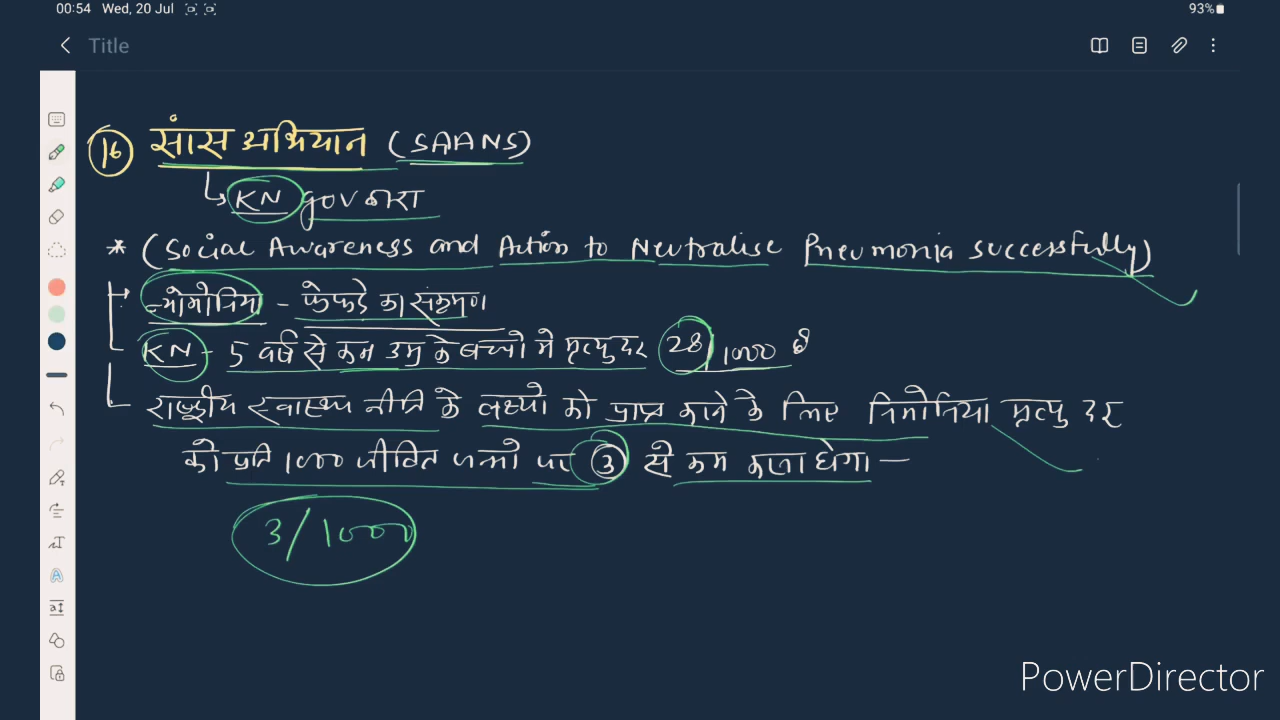 00:54 Wed, 20 Jul
93%
Title
16 सांस अभियान (SAANS)
KN gov द्वारा
* (Social Awareness and Action to Neutralise Pneumonia successfully)
न्योमोनिया - फेफडे का संक्रमण
KN - 5 वर्ष से कम उम्र के बच्चो मे मृत्यु दर 28/1000 है
राष्ट्रीय स्वास्थ्य नीति के लक्ष्यो को प्राप्त करने के लिए निमोनिया मृत्यु दर
को प्रति 1000 जीवित जन्मो पर 3 से कम करना होगा —
3/1000
PowerDirector